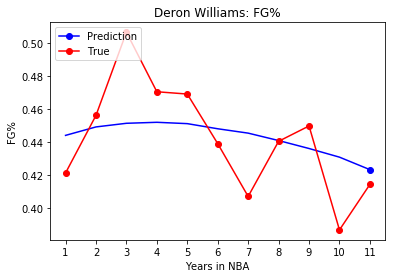 Deron Williams: FG%
Prediction
True
FG%
0.50
0.48
0.46
0.44
0.42
0.40
1 2 3 4 5 6 7 8 9 10 11
Years in NBA